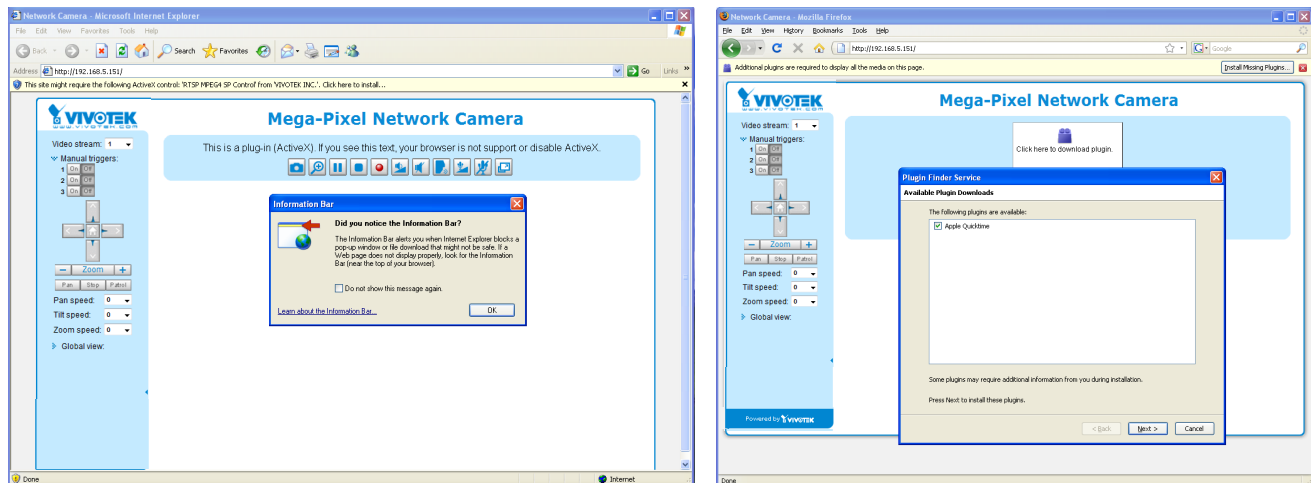 Network Camera - Microsoft Internet Explorer
File Edit View Favorites Tools Help
Back Search Favorites
Address http://192.168.5.151/ Go Links »
This site might require the following ActiveX control: 'RTSP MPEG4 SP Control' from 'VIVOTEK INC.'. Click here to install...
VIVOTEK
www.vivotek.com
Mega-Pixel Network Camera
Video stream: 1
This is a plug-in (ActiveX). If you see this text, your browser is not support or disable ActiveX.
Manual triggers:
1 On Off
2 On Off
3 On Off
Zoom
Pan Stop Patrol
Pan speed: 0
Tilt speed: 0
Zoom speed: 0
Global view:
Information Bar
Did you notice the Information Bar?
The Information Bar alerts you when Internet Explorer blocks a
pop-up window or file download that might not be safe. If a
Web page does not display properly, look for the Information
Bar (near the top of your browser).
Do not show this message again.
Learn about the Information Bar...
OK
Done
Internet
Network Camera - Mozilla Firefox
File Edit View History Bookmarks Tools Help
http://192.168.5.151/
Google
Additional plugins are required to display all the media on this page.
Install Missing Plugins...
VIVOTEK
www.vivotek.com
Mega-Pixel Network Camera
Video stream: 1
Manual triggers:
1 On Off
2 On Off
3 On Off
Click here to download plugin.
Zoom
Pan Stop Patrol
Pan speed: 0
Tilt speed: 0
Zoom speed: 0
Global view:
Powered by VIVOTEK
Plugin Finder Service
Available Plugin Downloads
The following plugins are available:
Apple Quicktime
Some plugins may require additional information from you during installation.
Press Next to install these plugins.
< Back Next > Cancel
Done